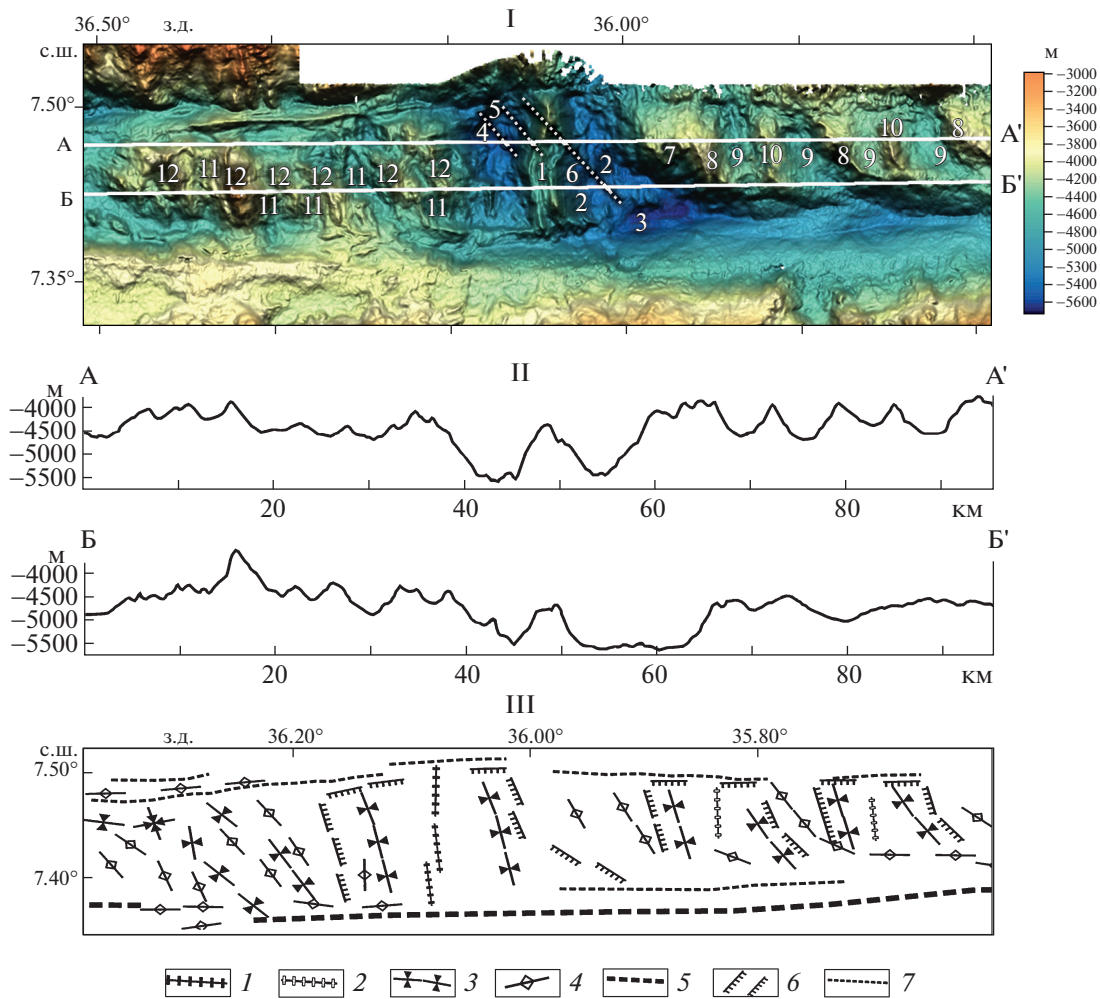 I
36.50° з.д. 36.00°
с.ш.
7.50°
7.35°
А А'
Б Б'
5
4
10 8
7
12 11 12 12 12 11 12 12 1 6 2 8 9 10 9 8 9 9
11 11 11 2
3
м
−3000
−3400
−3600
−3800
−4000
−4200
−4400
−4600
−4800
−5000
−5300
−5400
−5600
А II А'
м
−4000
−4500
−5000
−5500
20 40 60 80 км
Б Б'
м
−4000
−4500
−5000
−5500
20 40 60 80 км
III
з.д. 36.20° 36.00° 35.80°
с.ш.
7.50°
7.40°
1 2 3 4 5 6 7